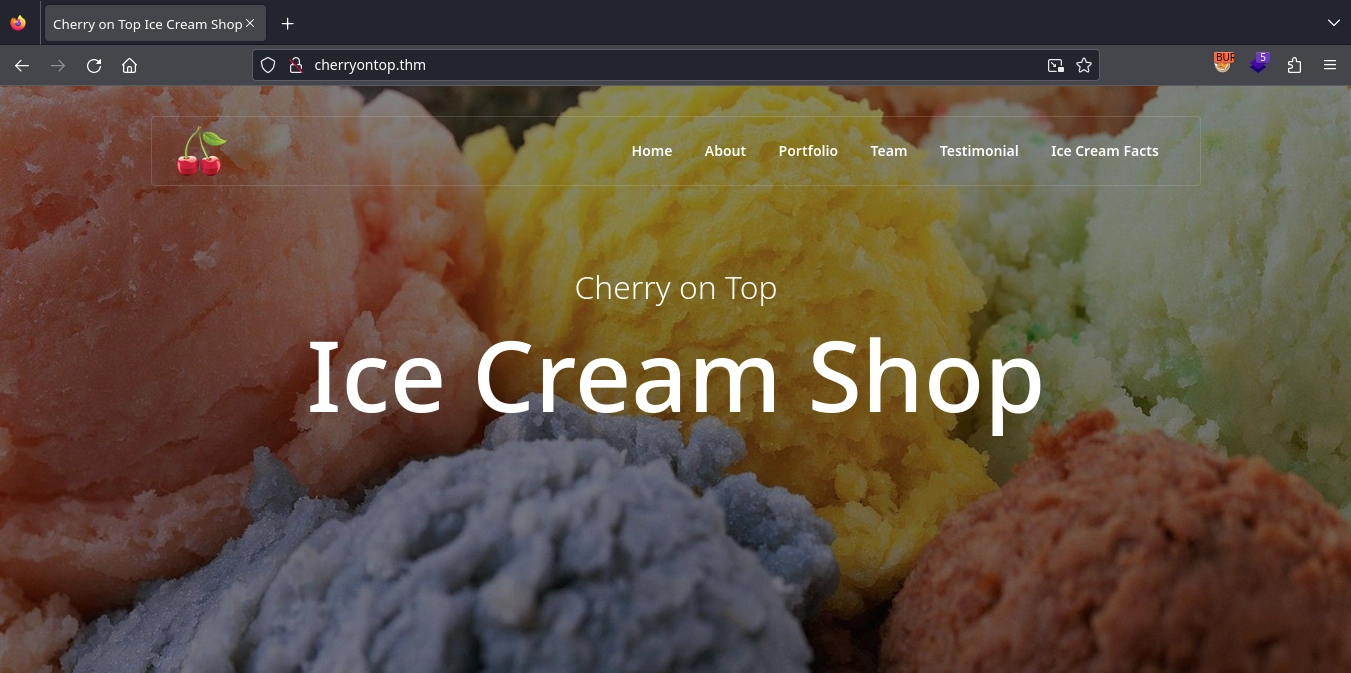 Cherry on Top Ice Cream Shop
cherryontop.thm
BUR
5
Home About Portfolio Team Testimonial Ice Cream Facts
Cherry on Top
Ice Cream Shop